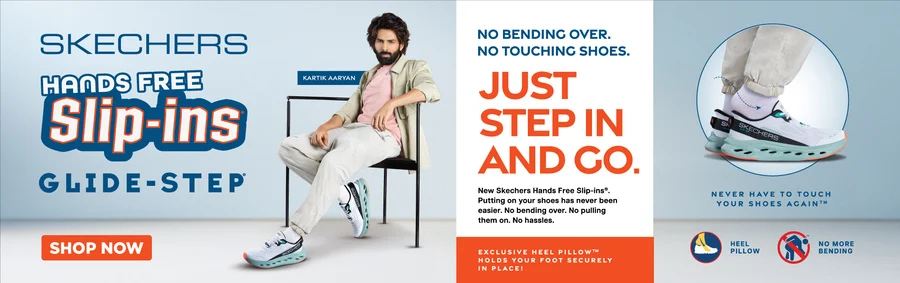 SKECHERS
HANDS FREE
Slip-ins®
GLIDE-STEP®
SHOP NOW
KARTIK AARYAN
NO BENDING OVER.
NO TOUCHING SHOES.
JUST
STEP IN
AND GO.
New Skechers Hands Free Slip-ins®.
Putting on your shoes has never been
easier. No bending over. No pulling
them on. No hassles.
EXCLUSIVE HEEL PILLOW™
HOLDS YOUR FOOT SECURELY
IN PLACE!
SKECHERS
NEVER HAVE TO TOUCH
YOUR SHOES AGAIN™
HEEL
PILLOW
NO MORE
BENDING